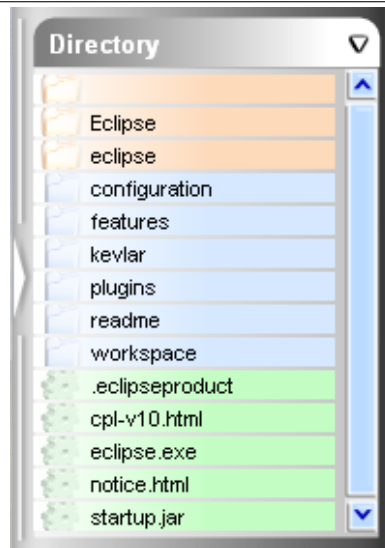 Directory
Eclipse
eclipse
configuration
features
kevlar
plugins
readme
workspace
.eclipseproduct
cpl-v10.html
eclipse.exe
notice.html
startup.jar